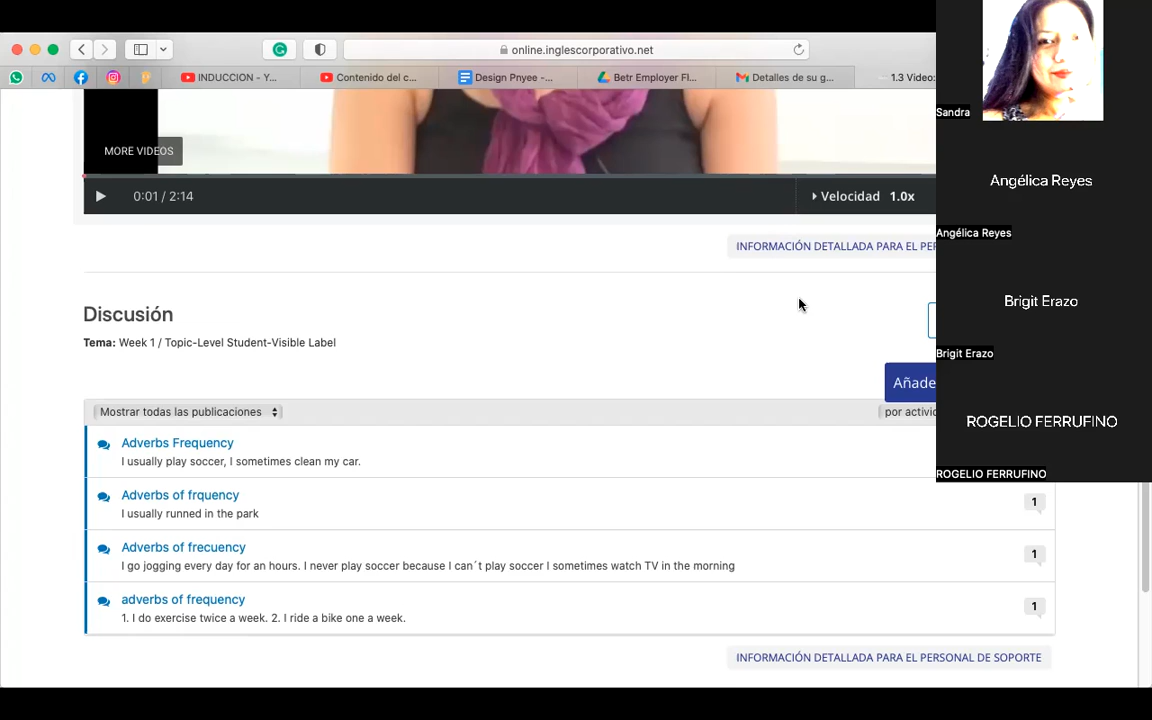 online.inglescorporativo.net
INDUCCION - Y...
Contenido del c...
Design Pnyee -...
Betr Employer Fl...
Detalles de su g...
1.3 Video:
MORE VIDEOS
0:01 / 2:14
Velocidad 1.0x
INFORMACIÓN DETALLADA PARA EL PER
Discusión
Tema: Week 1 / Topic-Level Student-Visible Label
Añade
Mostrar todas las publicaciones
por activid
Adverbs Frequency
I usually play soccer, I sometimes clean my car.
Adverbs of frquency
I usually runned in the park
1
Adverbs of frecuency
I go jogging every day for an hours. I never play soccer because I can´t play soccer I sometimes watch TV in the morning
1
adverbs of frequency
1. I do exercise twice a week. 2. I ride a bike one a week.
1
INFORMACIÓN DETALLADA PARA EL PERSONAL DE SOPORTE
Sandra
Angélica Reyes
Angélica Reyes
Brigit Erazo
Brigit Erazo
ROGELIO FERRUFINO
ROGELIO FERRUFINO